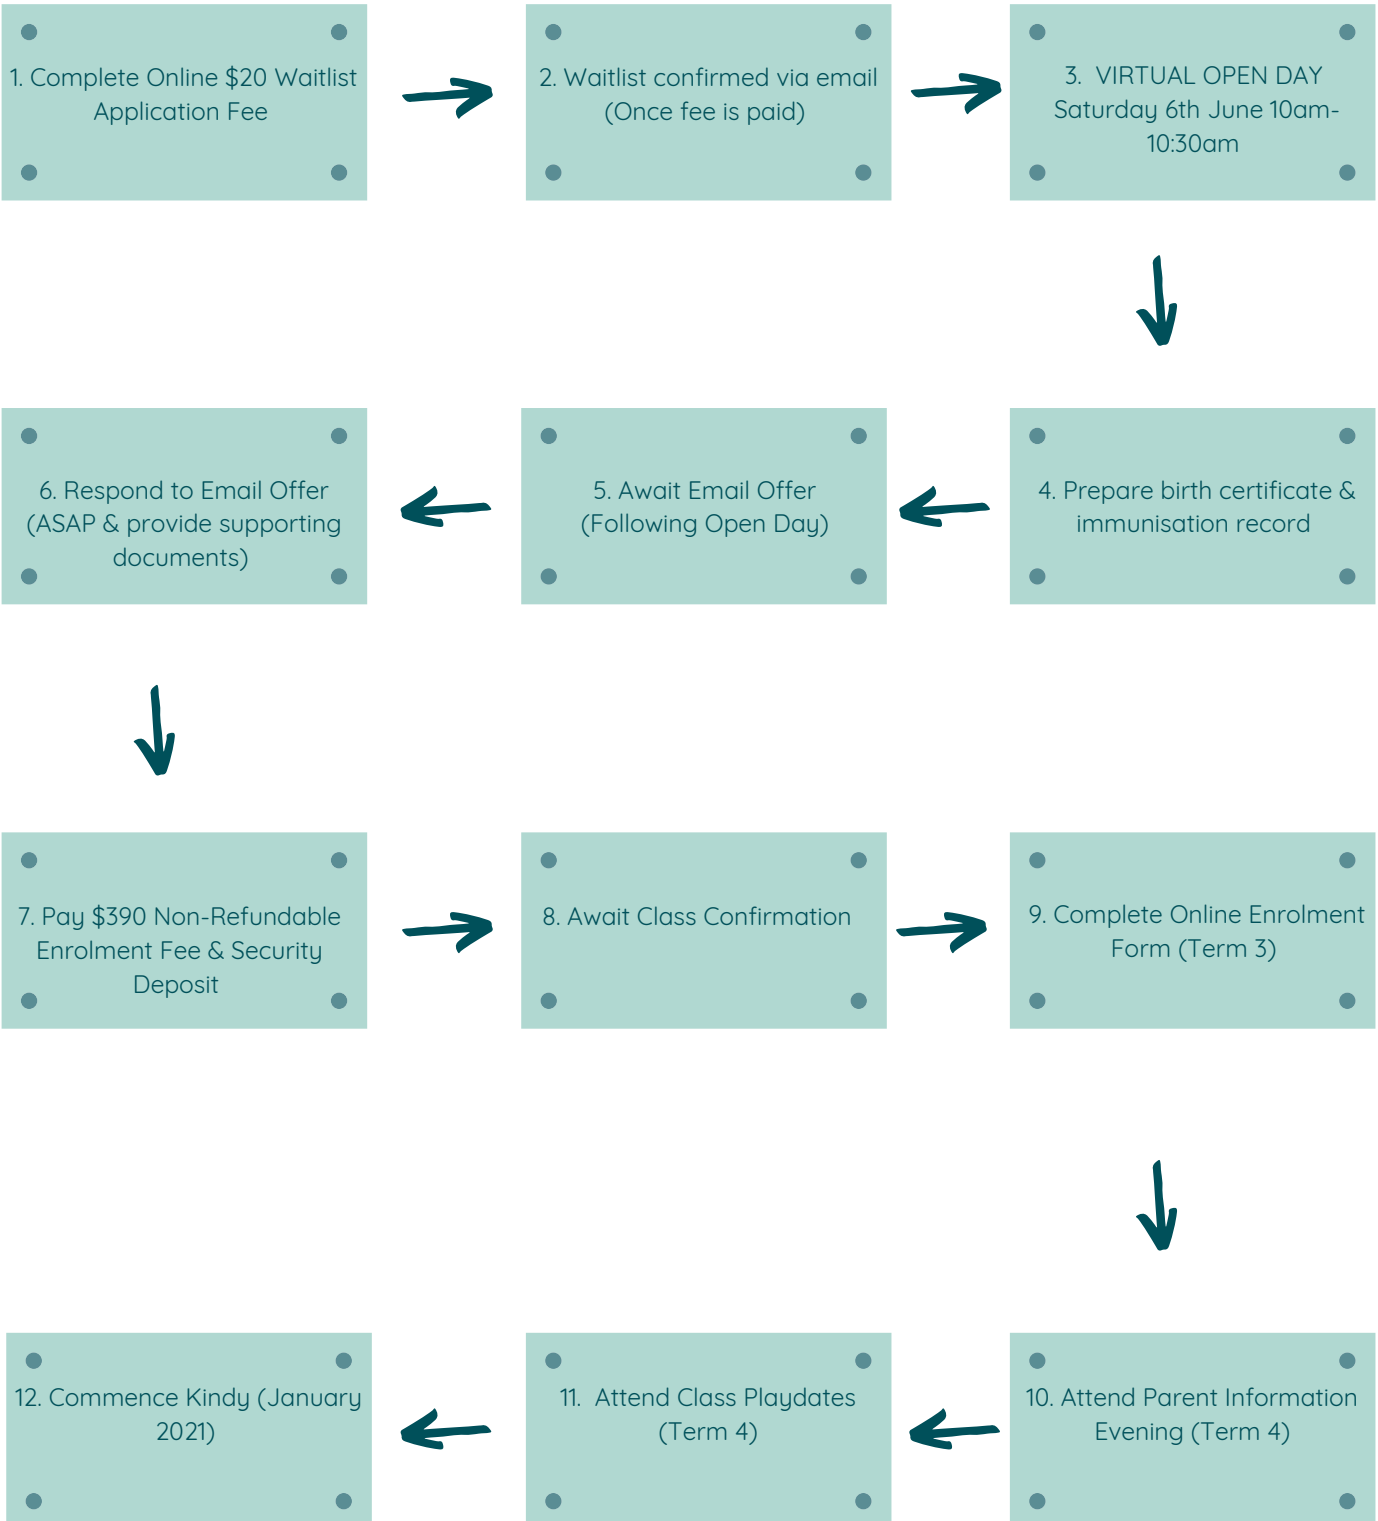 1. Complete Online $20 Waitlist
Application Fee
2. Waitlist confirmed via email
(Once fee is paid)
3.  VIRTUAL OPEN DAY
Saturday 6th June 10am-
10:30am
4. Prepare birth certificate &
immunisation record
5. Await Email Offer
(Following Open Day)
6. Respond to Email Offer
(ASAP & provide supporting
documents)
7. Pay $390 Non-Refundable
Enrolment Fee & Security
Deposit
8. Await Class Confirmation
9. Complete Online Enrolment
Form (Term 3)
10. Attend Parent Information
Evening (Term 4)
11.  Attend Class Playdates
(Term 4)
12. Commence Kindy (January
2021)